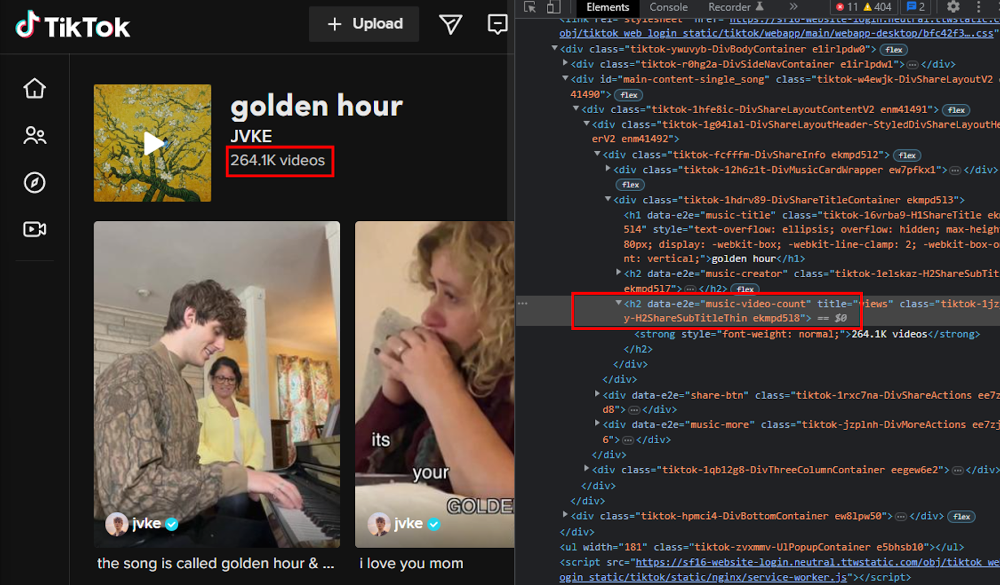 TikTok
Upload
golden hour
JVKE
264.1K videos
its
your
GOLDE
jvke
jvke
the song is called golden hour & ...
i love you mom
Elements Console Recorder » 11 404 2
<link rel="stylesheet" href="https://sf16-website-login.neutral.ttwstatic.c
obj/tiktok_web_login_static/tiktok/webapp/main/webapp-desktop/bfc42f3….css"
<div class="tiktok-ywuvyb-DivBodyContainer e1irlpdw0"> flex
<div class="tiktok-r0hg2a-DivSideNavContainer e1irlpdw1">…</div>
<div id="main-content-single_song" class="tiktok-w4ewjk-DivShareLayoutV2
41490"> flex
<div class="tiktok-1hfe8ic-DivShareLayoutContentV2 enm41491"> flex
<div class="tiktok-1g04lal-DivShareLayoutHeader-StyledDivShareLayoutHe
erV2 enm41492">
<div class="tiktok-fcfffm-DivShareInfo ekmpd5l2"> flex
<div class="tiktok-12h6z1t-DivMusicCardWrapper ew7pfkx1">…</div>
flex
<div class="tiktok-1hdrv89-DivShareTitleContainer ekmpd5l3">
<h1 data-e2e="music-title" class="tiktok-16vrba9-H1ShareTitle ek
5l4" style="text-overflow: ellipsis; overflow: hidden; max-heigh
80px; display: -webkit-box; -webkit-line-clamp: 2; -webkit-box-o
nt: vertical;">golden hour</h1>
<h2 data-e2e="music-creator" class="tiktok-1elskaz-H2ShareSubTit
ekmpd5l7">…</h2> flex
… <h2 data-e2e="music-video-count" title="views" class="tiktok-1jz
y-H2ShareSubTitleThin ekmpd5l8"> == $0
<strong style="font-weight: normal;">264.1K videos</strong>
</h2>
</div>
</div>
<div data-e2e="share-btn" class="tiktok-1rxc7na-DivShareActions ee7z
d8">…</div>
<div data-e2e="music-more" class="tiktok-jzplnh-DivMoreActions ee7zj
6">…</div>
</div>
<div class="tiktok-1qb12g8-DivThreeColumnContainer eegew6e2">…</div>
</div>
</div>
<div class="tiktok-hpmci4-DivBottomContainer ew8lpw50">…</div> flex
</div>
<ul width="181" class="tiktok-zvxmmv-UlPopupContainer e5bhsb10"></ul>
<script src="https://sf16-website-login.neutral.ttwstatic.com/obj/tiktok_we
ogin_static/tiktok/static/nginx/service-worker.js"></script>